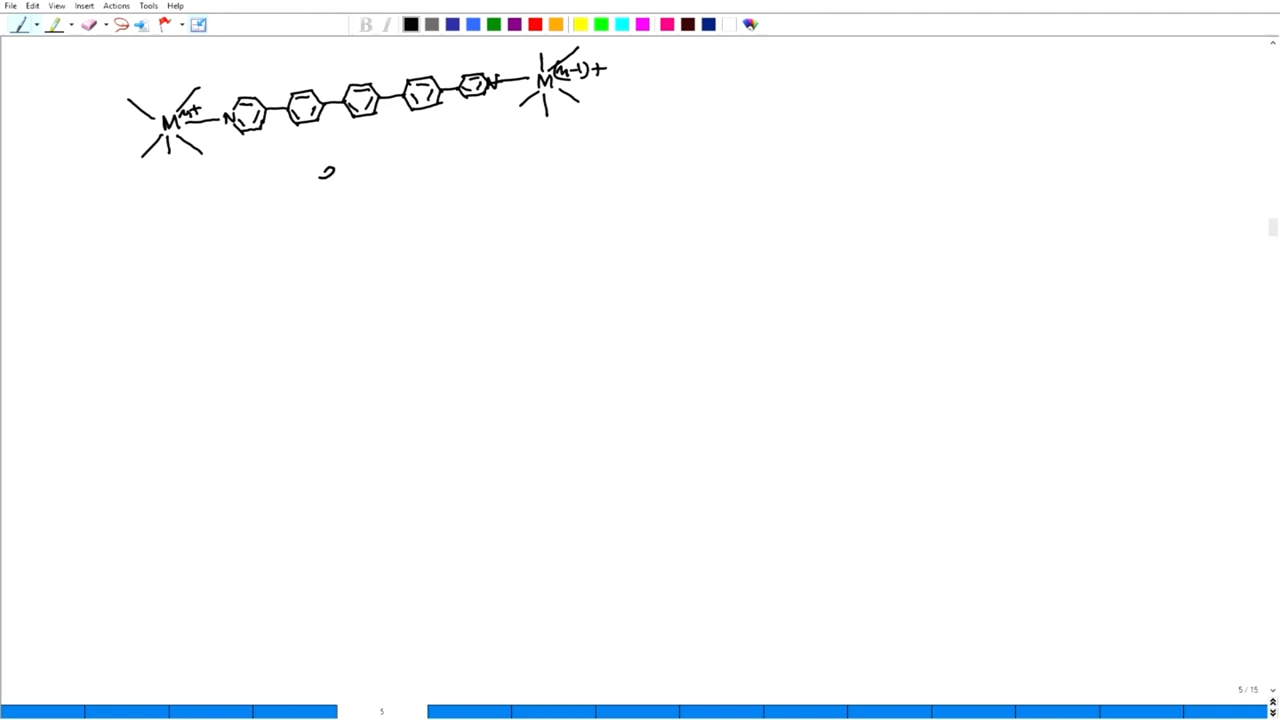 File Edit View Insert Actions Tools Help
B I
M n+ N N M (n-1)+
5 / 15
5